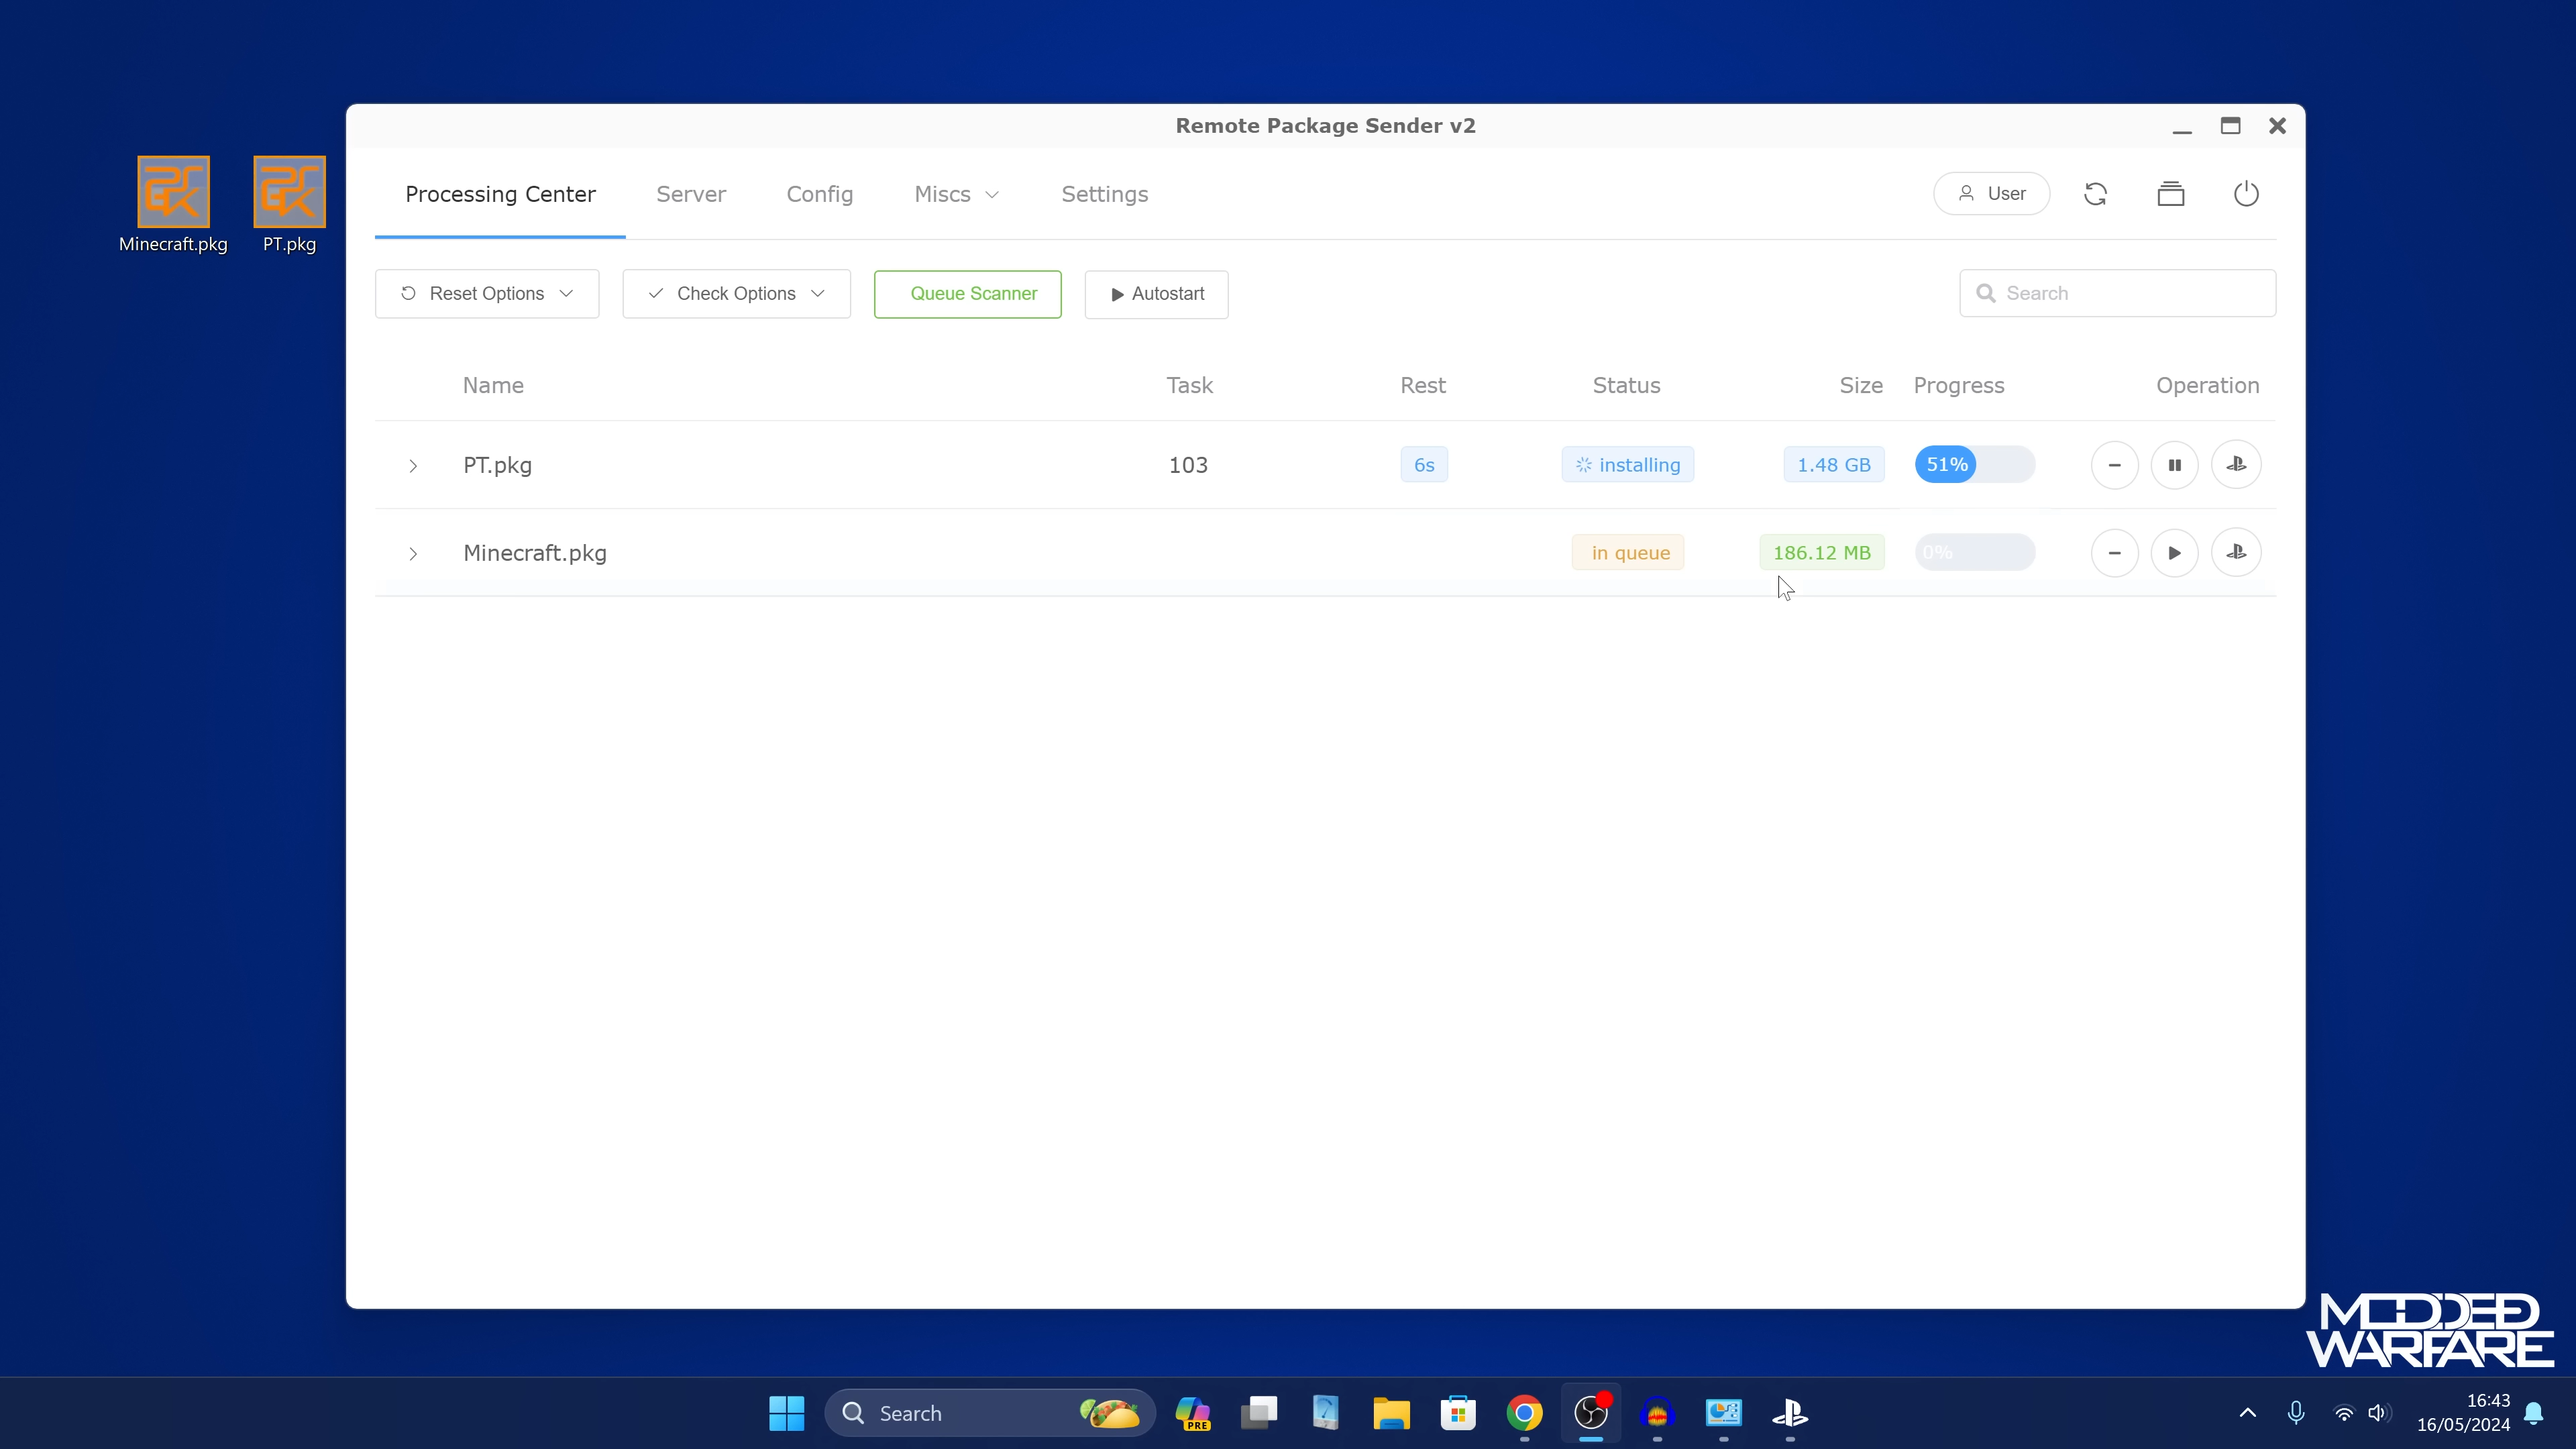 Remote Package Sender v2
Minecraft.pkg
PT.pkg
Processing Center
Server
Config
Miscs
Settings
User
Reset Options
Check Options
Queue Scanner
Autostart
Search
Name Task Rest Status Size Progress Operation
PT.pkg 103 6s installing 1.48 GB 51%
Minecraft.pkg in queue 186.12 MB 0%
MODDED
WARFARE
Search
PRE
16:43
16/05/2024